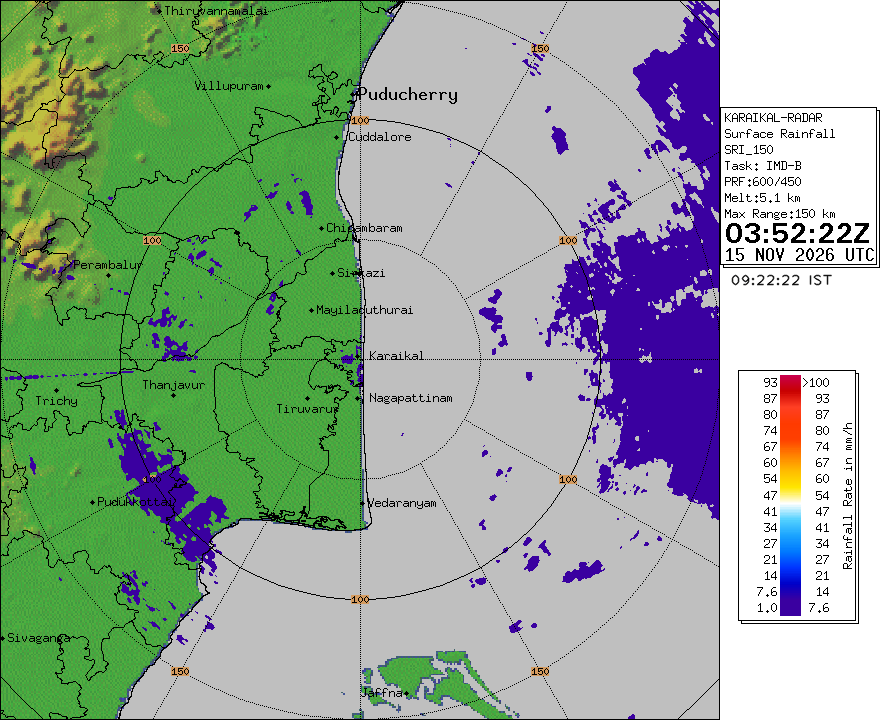 Thiruvannamalai
150
150
Villupuram
Puducherry
100
Cuddalore
KARAIKAL-RADAR
Surface Rainfall
SRI_150
Task: IMD-B
PRF:600/450
Melt:5.1 km
Max Range:150 km
03:52:22Z
15 NOV 2026 UTC
09:22:22 IST
Chidambaram
100
100
Perambalur
Sirkazi
Mayiladuthurai
Karaikal
Thanjavur
Trichy
Tiruvarur
Nagapattinam
100
100
Pudukkottai
Vedaranyam
100
Sivaganga
150
150
Jaffna
93 >100
87 93
80 87
74 80
67 74
60 67
54 60
47 54
41 47
34 41
27 34
21 27
14 21
7.6 14
1.0 7.6
Rainfall Rate in mm/h